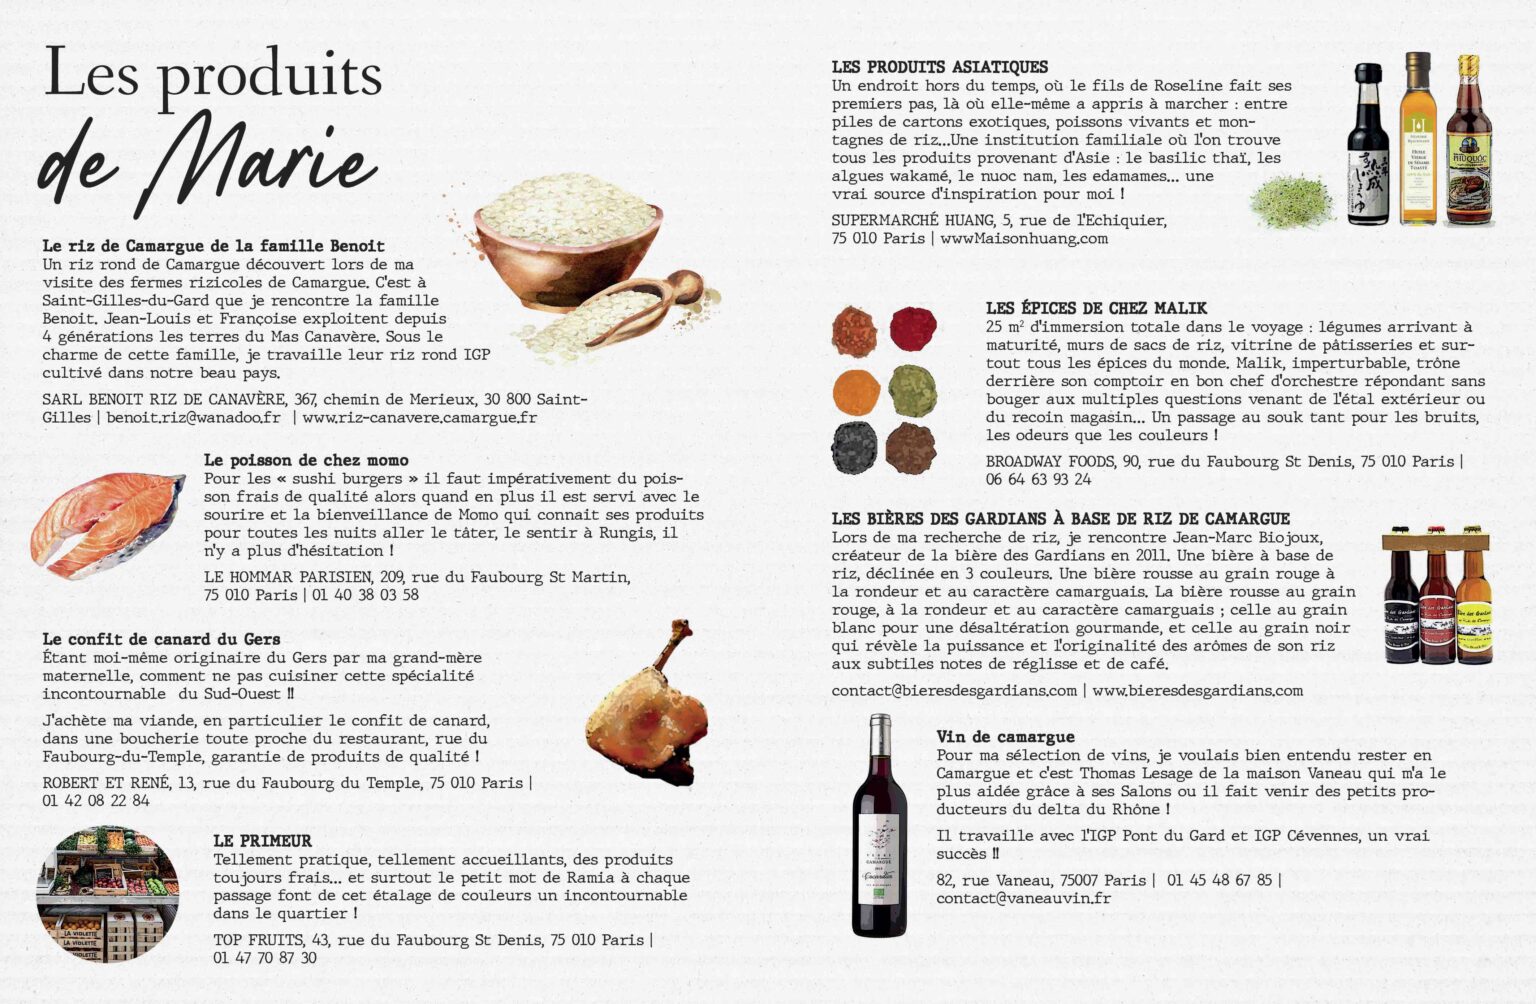 Les produits
de Marie
Le riz de Camargue de la famille Benoit
Un riz rond de Camargue découvert lors de ma
visite des fermes rizicoles de Camargue. C'est à
Saint-Gilles-du-Gard que je rencontre la famille
Benoit. Jean-Louis et Françoise exploitent depuis
4 générations les terres du Mas Canavère. Sous le
charme de cette famille, je travaille leur riz rond IGP
cultivé dans notre beau pays.
SARL BENOIT RIZ DE CANAVÈRE, 367, chemin de Merieux, 30 800 Saint-
Gilles | benoit.riz@wanadoo.fr | www.riz-canavere.camargue.fr
Le poisson de chez momo
Pour les « sushi burgers » il faut impérativement du pois-
son frais de qualité alors quand en plus il est servi avec le
sourire et la bienveillance de Momo qui connait ses produits
pour toutes les nuits aller le tâter, le sentir à Rungis, il
n'y a plus d'hésitation !
LE HOMMAR PARISIEN, 209, rue du Faubourg St Martin,
75 010 Paris | 01 40 38 03 58
Le confit de canard du Gers
Étant moi-même originaire du Gers par ma grand-mère
maternelle, comment ne pas cuisiner cette spécialité
incontournable du Sud-Ouest !!
J'achète ma viande, en particulier le confit de canard,
dans une boucherie toute proche du restaurant, rue du
Faubourg-du-Temple, garantie de produits de qualité !
ROBERT ET RENÉ, 13, rue du Faubourg du Temple, 75 010 Paris |
01 42 08 22 84
LE PRIMEUR
Tellement pratique, tellement accueillants, des produits
toujours frais... et surtout le petit mot de Ramia à chaque
passage font de cet étalage de couleurs un incontournable
dans le quartier !
TOP FRUITS, 43, rue du Faubourg St Denis, 75 010 Paris |
01 47 70 87 30
LA VIOLETTE
LA VIOLETTE
LES PRODUITS ASIATIQUES
Un endroit hors du temps, où le fils de Roseline fait ses
premiers pas, là où elle-même a appris à marcher : entre
piles de cartons exotiques, poissons vivants et mon-
tagnes de riz...Une institution familiale où l'on trouve
tous les produits provenant d'Asie : le basilic thaï, les
algues wakamé, le nuoc nam, les edamames... une
vrai source d'inspiration pour moi !
SUPERMARCHÉ HUANG, 5, rue de l'Echiquier,
75 010 Paris | wwwMaisonhuang.com
HUILE
VIERGE
DE SÉSAME
TOASTÉ
PHUQUOC
LES ÉPICES DE CHEZ MALIK
25 m² d'immersion totale dans le voyage : légumes arrivant à
maturité, murs de sacs de riz, vitrine de pâtisseries et sur-
tout tous les épices du monde. Malik, imperturbable, trône
derrière son comptoir en bon chef d'orchestre répondant sans
bouger aux multiples questions venant de l'étal extérieur ou
du recoin magasin... Un passage au souk tant pour les bruits,
les odeurs que les couleurs !
BROADWAY FOODS, 90, rue du Faubourg St Denis, 75 010 Paris |
06 64 63 93 24
LES BIÈRES DES GARDIANS À BASE DE RIZ DE CAMARGUE
Lors de ma recherche de riz, je rencontre Jean-Marc Biojoux,
créateur de la bière des Gardians en 2011. Une bière à base de
riz, déclinée en 3 couleurs. Une bière rousse au grain rouge à
la rondeur et au caractère camarguais. La bière rousse au grain
rouge, à la rondeur et au caractère camarguais ; celle au grain
blanc pour une désaltération gourmande, et celle au grain noir
qui révèle la puissance et l'originalité des arômes de son riz
aux subtiles notes de réglisse et de café.
contact@bieresdesgardians.com | www.bieresdesgardians.com
Vin de camargue
Pour ma sélection de vins, je voulais bien entendu rester en
Camargue et c'est Thomas Lesage de la maison Vaneau qui m'a le
plus aidée grâce à ses Salons ou il fait venir des petits pro-
ducteurs du delta du Rhône !
Il travaille avec l'IGP Pont du Gard et IGP Cévennes, un vrai
succès !!
82, rue Vaneau, 75007 Paris | 01 45 48 67 85 |
contact@vaneauvin.fr
TERRE
DE
CAMARGUE